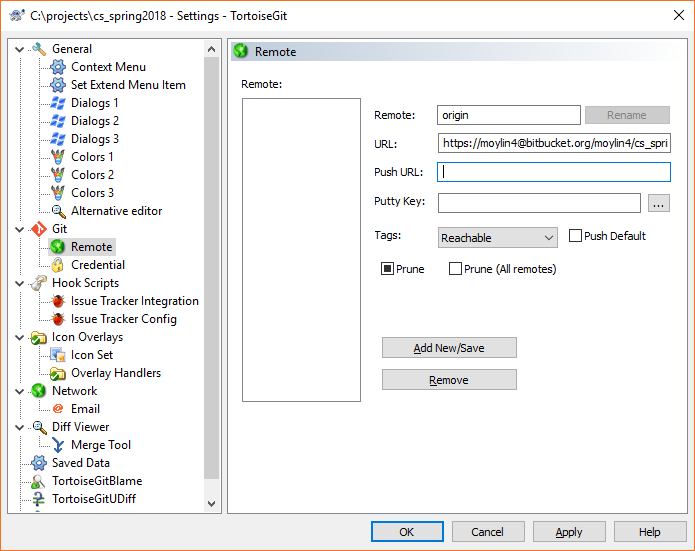 C:\projects\cs_spring2018 - Settings - TortoiseGit
General
Context Menu
Set Extend Menu Item
Dialogs 1
Dialogs 2
Dialogs 3
Colors 1
Colors 2
Colors 3
Alternative editor
Git
Remote
Credential
Hook Scripts
Issue Tracker Integration
Issue Tracker Config
Icon Overlays
Icon Set
Overlay Handlers
Network
Email
Diff Viewer
Merge Tool
Saved Data
TortoiseGitBlame
TortoiseGitUDiff
Remote
Remote:
Remote: origin Rename
URL: https://moylin4@bitbucket.org/moylin4/cs_spri
Push URL:
Putty Key: ...
Tags: Reachable Push Default
Prune Prune (All remotes)
Add New/Save
Remove
OK Cancel Apply Help